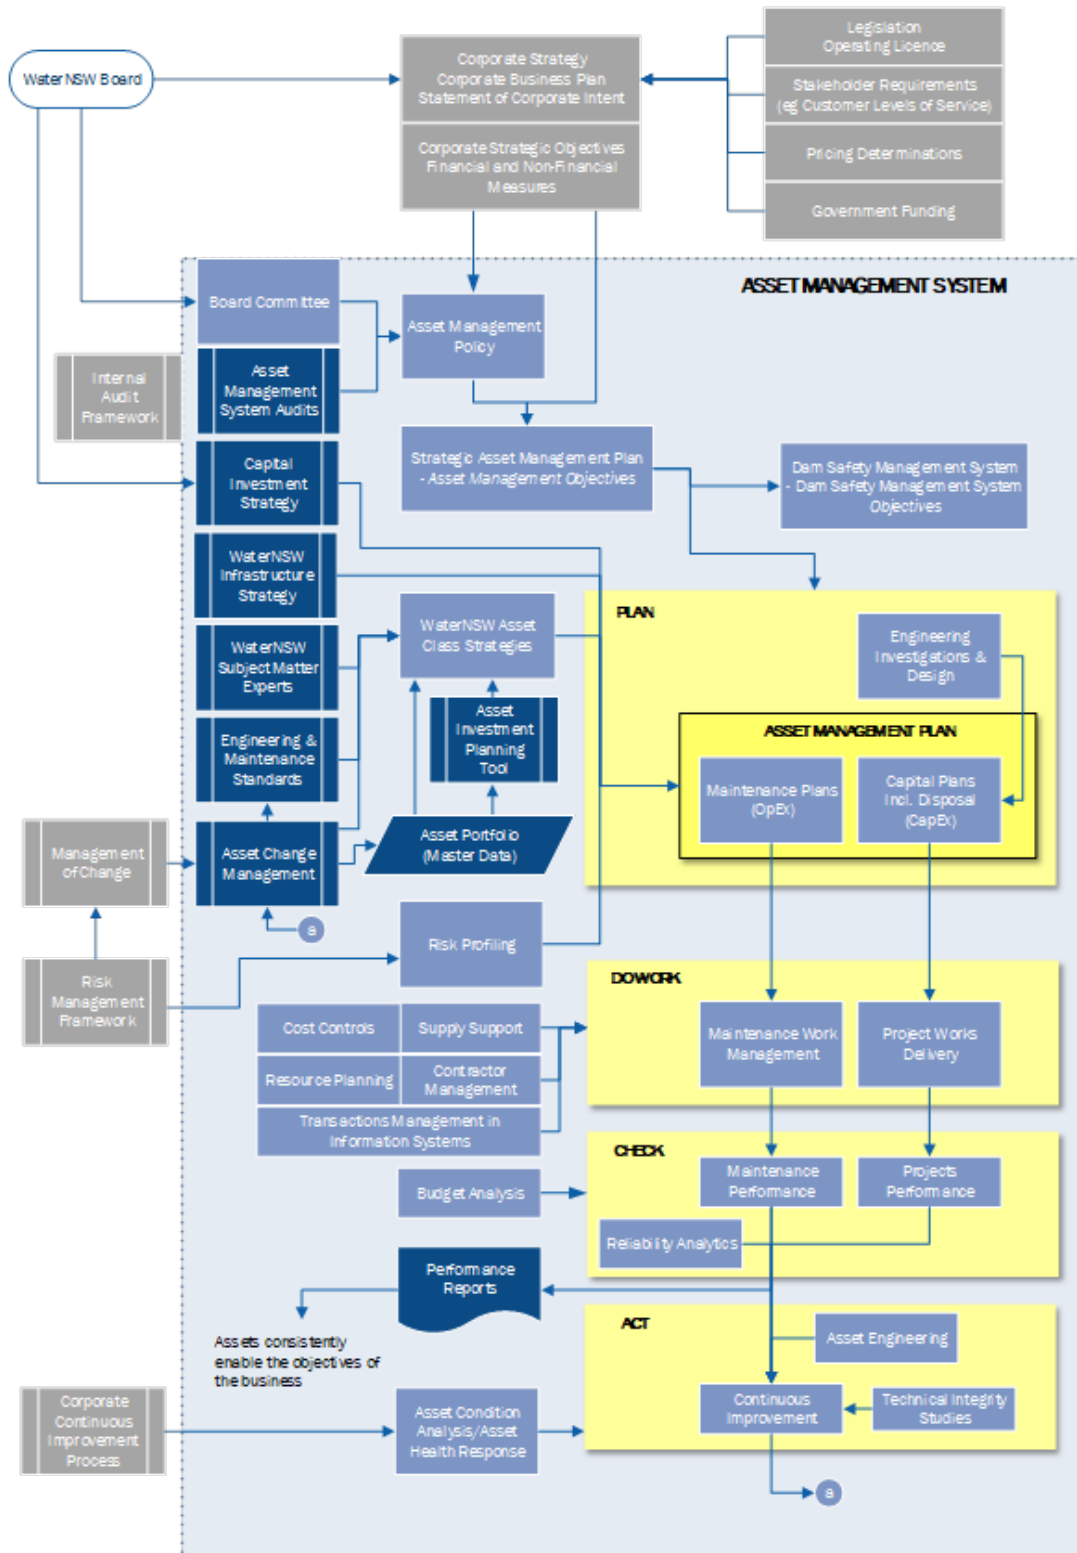 WaterNSW Board
Corporate Strategy
Corporate Business Plan
Statement of Corporate Intent
Corporate Strategic Objectives
Financial and Non-Financial
Measures
Legislation
Operating Licence
Stakeholder Requirements
(eg Customer Levels of Service)
Pricing Determinations
Government Funding
ASSET MANAGEMENT SYSTEM
Board Committee
Asset Management
Policy
Internal
Audit
Framework
Asset
Management
System Audits
Capital
Investment
Strategy
Strategic Asset Management Plan
- Asset Management Objectives
Dam Safety Management System
- Dam Safety Management System
Objectives
WaterNSW
Infrastructure
Strategy
WaterNSW Asset
Class Strategies
WaterNSW
Subject Matter
Experts
Asset
Investment
Planning
Tool
Engineering &
Maintenance
Standards
PLAN
Engineering
Investigations &
Design
ASSET MANAGEMENT PLAN
Maintenance Plans
(OpEx)
Capital Plans
Incl. Disposal
(CapEx)
Management
of Change
Asset Change
Management
Asset Portfolio
(Master Data)
a
Risk
Management
Framework
Risk Profiling
DO WORK
Cost Controls
Supply Support
Resource Planning
Contractor
Management
Transactions Management in
Information Systems
Maintenance Work
Management
Project Works
Delivery
CHECK
Budget Analysis
Maintenance
Performance
Projects
Performance
Reliability Analytics
Performance
Reports
Assets consistently
enable the objectives of
the business
ACT
Asset Engineering
Continuous
Improvement
Technical Integrity
Studies
Corporate
Continuous
Improvement
Process
Asset Condition
Analysis/Asset
Health Response
a